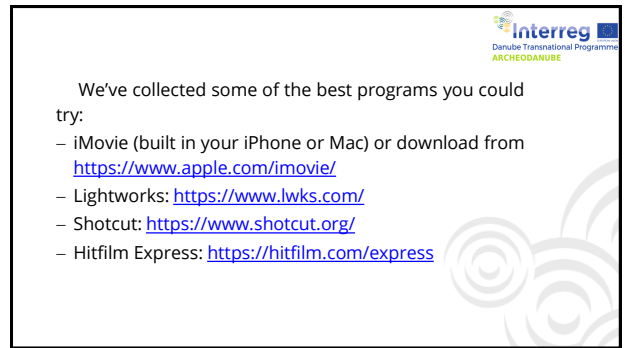 Interreg
Danube Transnational Programme
ARCHEODANUBE
We’ve collected some of the best programs you could
try:
– iMovie (built in your iPhone or Mac) or download from
https://www.apple.com/imovie/
– Lightworks: https://www.lwks.com/
– Shotcut: https://www.shotcut.org/
– Hitfilm Express: https://hitfilm.com/express